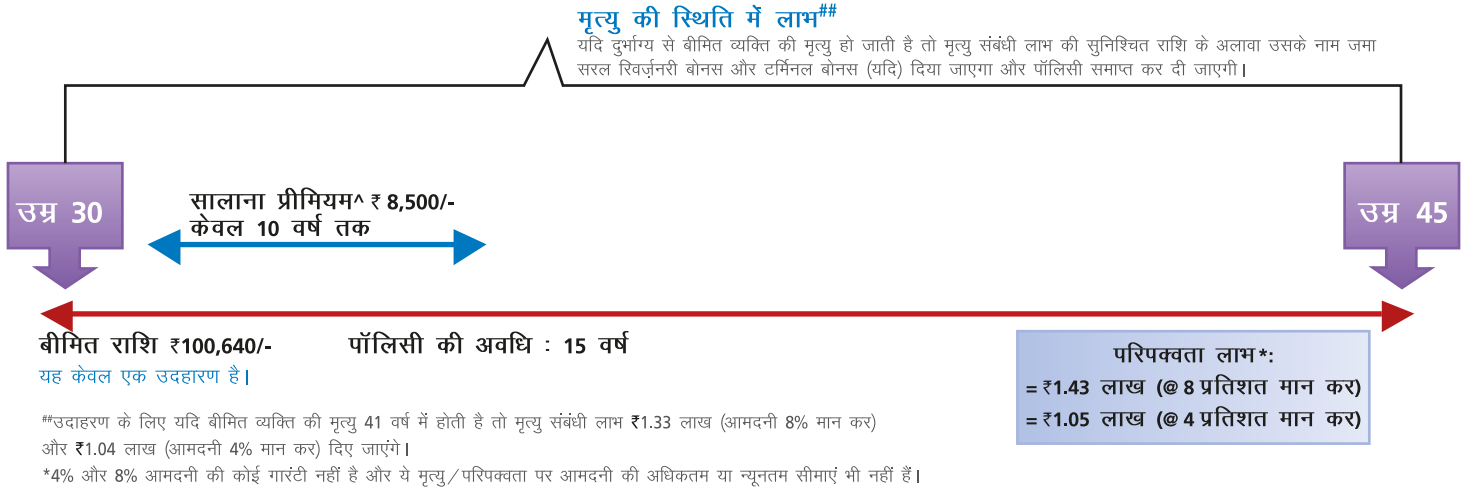 मृत्यु की स्थिति में लाभ##
यदि दुर्भाग्य से बीमित व्यक्ति की मृत्यु हो जाती है तो मृत्यु संबंधी लाभ की सुनिश्चित राशि के अलावा उसके नाम जमा
सरल रिवर्ज़नरी बोनस और टर्मिनल बोनस (यदि) दिया जाएगा और पॉलिसी समाप्त कर दी जाएगी।
उम्र 30
सालाना प्रीमियम^ ₹ 8,500/-
केवल 10 वर्ष तक
उम्र 45
बीमित राशि ₹100,640/-
पॉलिसी की अवधि : 15 वर्ष
यह केवल एक उदहारण है।
परिपक्वता लाभ*:
= ₹1.43 लाख (@ 8 प्रतिशत मान कर)
= ₹1.05 लाख (@ 4 प्रतिशत मान कर)
##उदाहरण के लिए यदि बीमित व्यक्ति की मृत्यु 41 वर्ष में होती है तो मृत्यु संबंधी लाभ ₹1.33 लाख (आमदनी 8% मान कर)
और ₹1.04 लाख (आमदनी 4% मान कर) दिए जाएंगे।
*4% और 8% आमदनी की कोई गारंटी नहीं है और ये मृत्यु/परिपक्वता पर आमदनी की अधिकतम या न्यूनतम सीमाएं भी नहीं हैं।